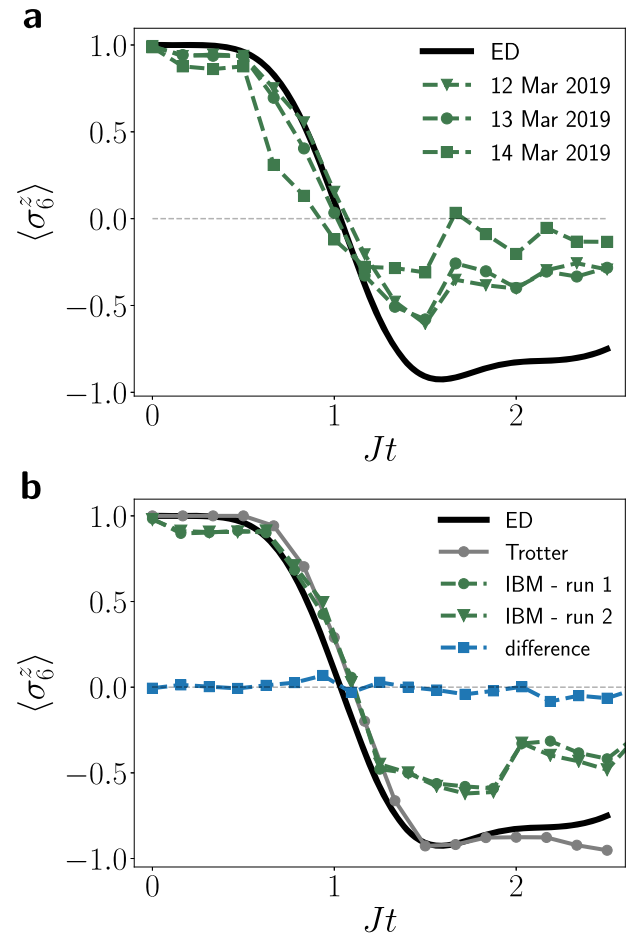 a
1.0
0.5
0.0
−0.5
−1.0
⟨σ₆ᶻ⟩
ED
12 Mar 2019
13 Mar 2019
14 Mar 2019
0 1 2
Jt
b
1.0
0.5
0.0
−0.5
−1.0
⟨σ₆ᶻ⟩
ED
Trotter
IBM - run 1
IBM - run 2
difference
0 1 2
Jt